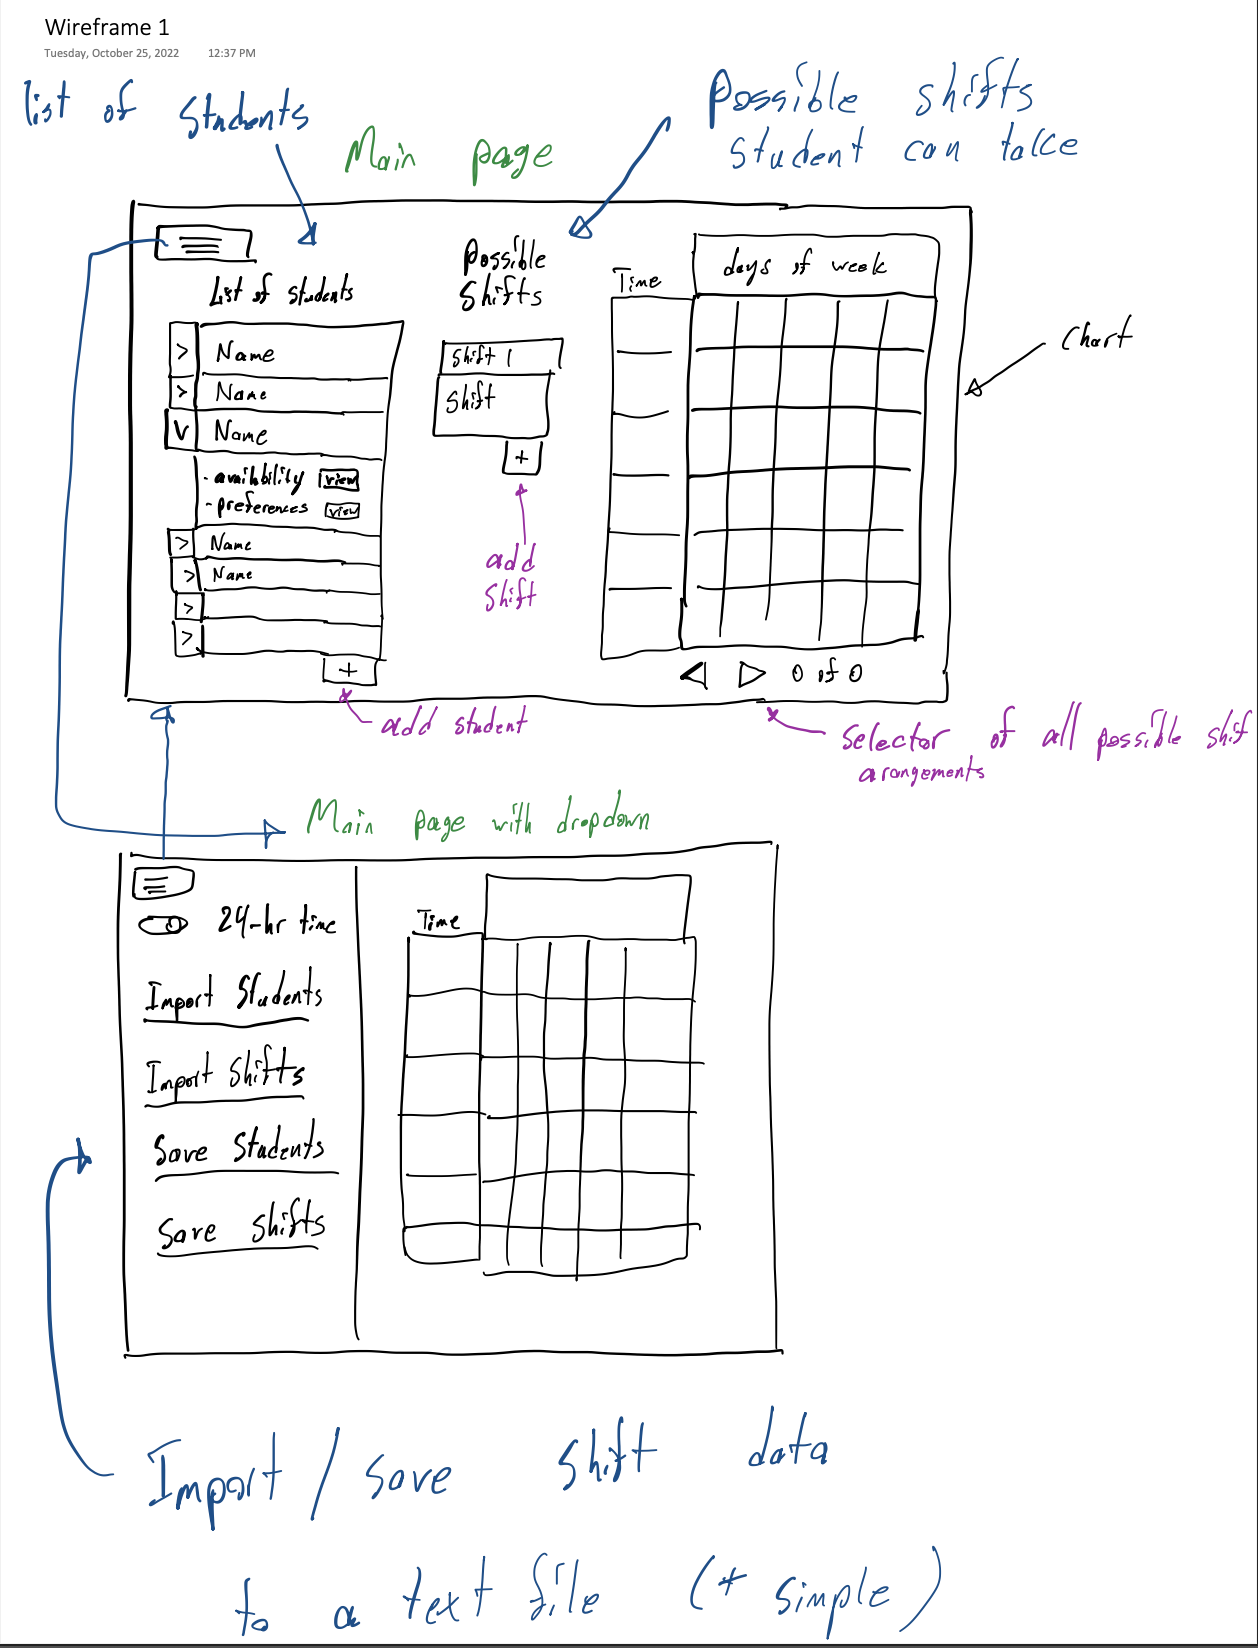 Wireframe 1
Tuesday, October 25, 2022 12:37 PM
list of students
Possible shifts
student can take
Main page
List of students
Possible
Shifts
Time
days of week
Chart
> Name
> Name
V Name
- availbility view
- preferences view
> Name
> Name
>
>
+
add student
Shift 1
Shift
+
add
shift
0 of 0
selector of all possible shif
arangements
Main page with dropdown
24-hr time
Import Students
Import Shifts
Save Students
Save Shifts
Time
Import / save shift data
to a text file (* simple)